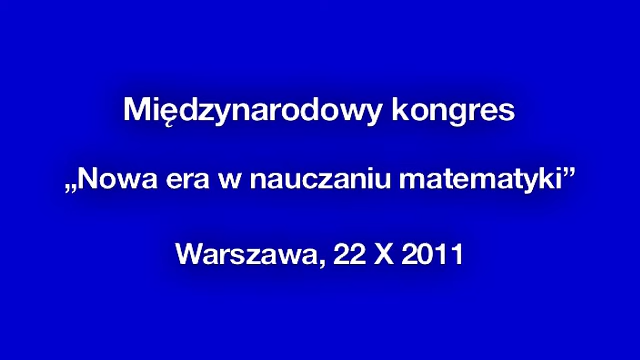 Międzynarodowy kongres
„Nowa era w nauczaniu matematyki”
Warszawa, 22 X 2011